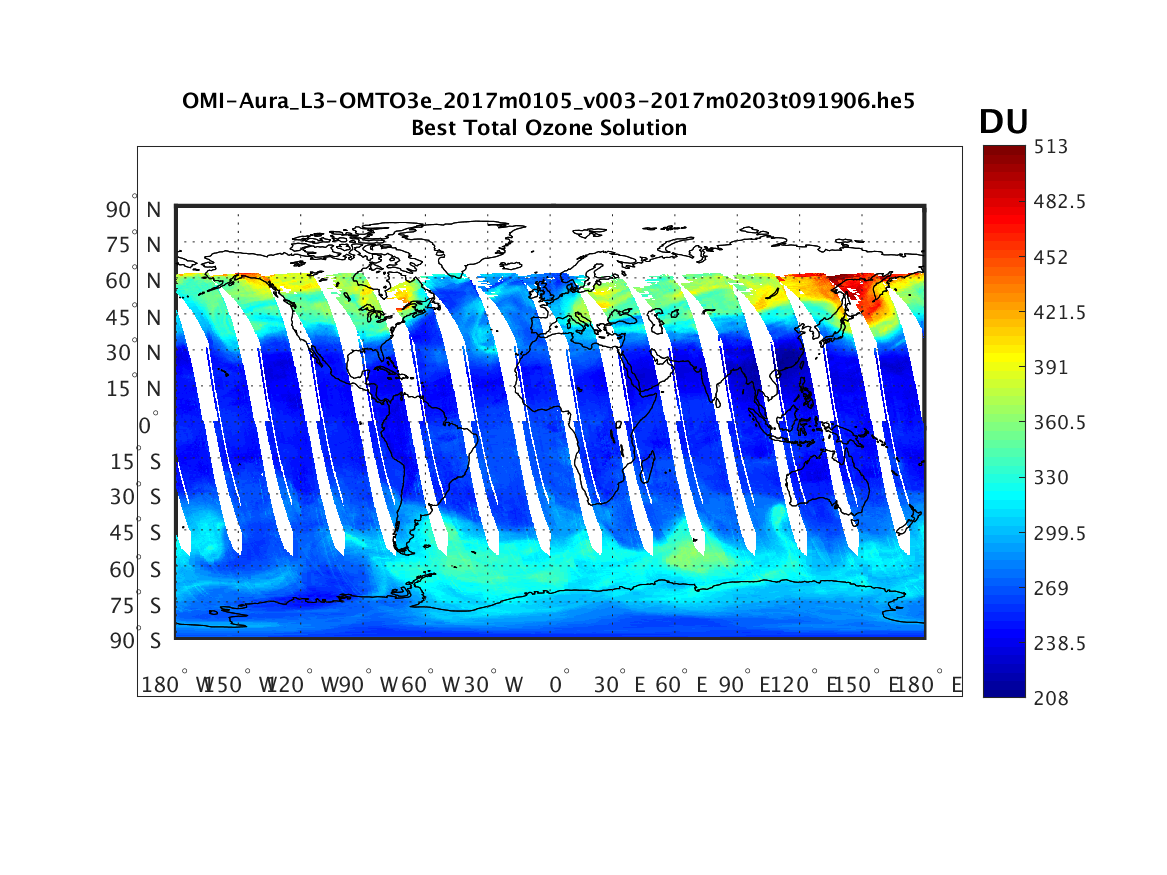 OMI-Aura_L3-OMTO3e_2017m0105_v003-2017m0203t091906.he5
Best Total Ozone Solution
DU
513
482.5
452
421.5
391
360.5
330
299.5
269
238.5
208
90° N
75° N
60° N
45° N
30° N
15° N
0°
15° S
30° S
45° S
60° S
75° S
90° S
180° W 150° W 120° W 90° W 60° W 30° W 0° 30° E 60° E 90° E 120° E 150° E 180° E